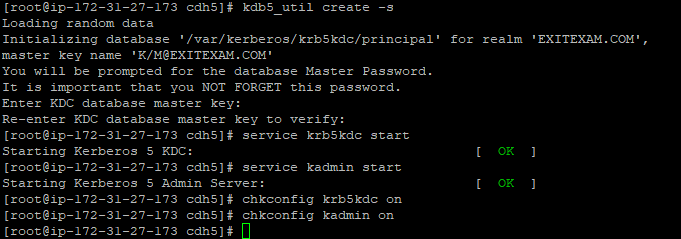 [root@ip-172-31-27-173 cdh5]# kdb5_util create -s
Loading random data
Initializing database '/var/kerberos/krb5kdc/principal' for realm 'EXITEXAM.COM',
master key name 'K/M@EXITEXAM.COM'
You will be prompted for the database Master Password.
It is important that you NOT FORGET this password.
Enter KDC database master key:
Re-enter KDC database master key to verify:
[root@ip-172-31-27-173 cdh5]# service krb5kdc start
Starting Kerberos 5 KDC: [ OK ]
[root@ip-172-31-27-173 cdh5]# service kadmin start
Starting Kerberos 5 Admin Server: [ OK ]
[root@ip-172-31-27-173 cdh5]# chkconfig krb5kdc on
[root@ip-172-31-27-173 cdh5]# chkconfig kadmin on
[root@ip-172-31-27-173 cdh5]#